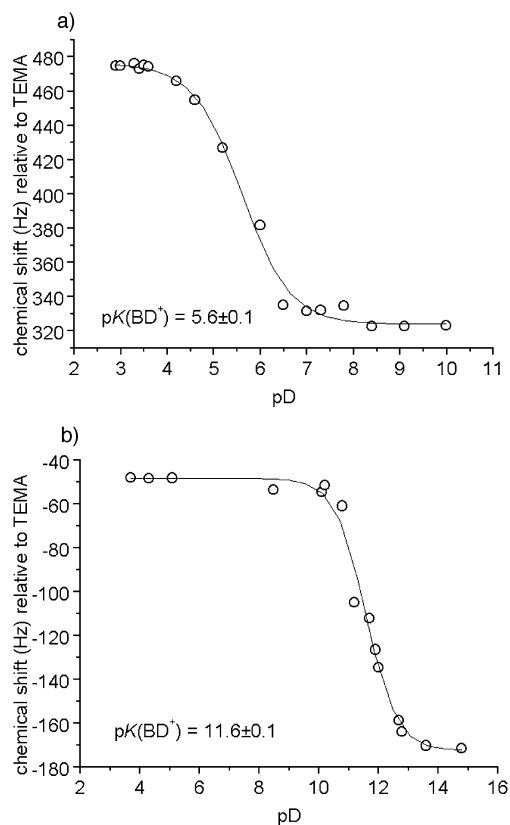 a)
480
460
440
420
400
380
360
340
320
chemical shift (Hz) relative to TEMA
pK(BD⁺) = 5.6±0.1
2 3 4 5 6 7 8 9 10 11
pD
b)
-40
-60
-80
-100
-120
-140
-160
-180
chemical shift (Hz) relative to TEMA
pK(BD⁺) = 11.6±0.1
2 4 6 8 10 12 14 16
pD